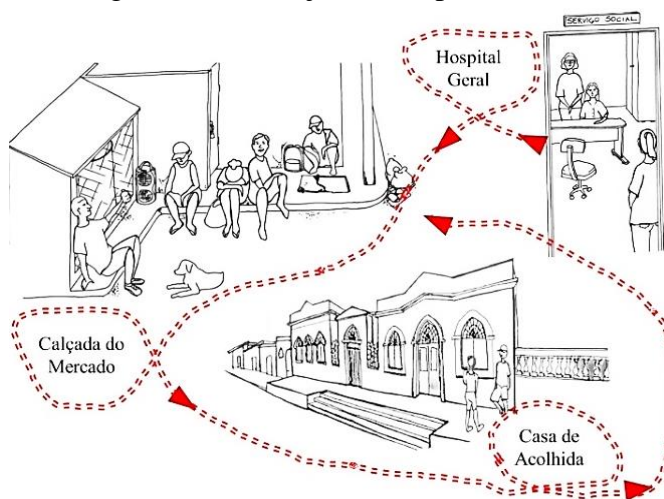 SERVIÇO SOCIAL
Hospital
Geral
Calçada do
Mercado
Casa de
Acolhida